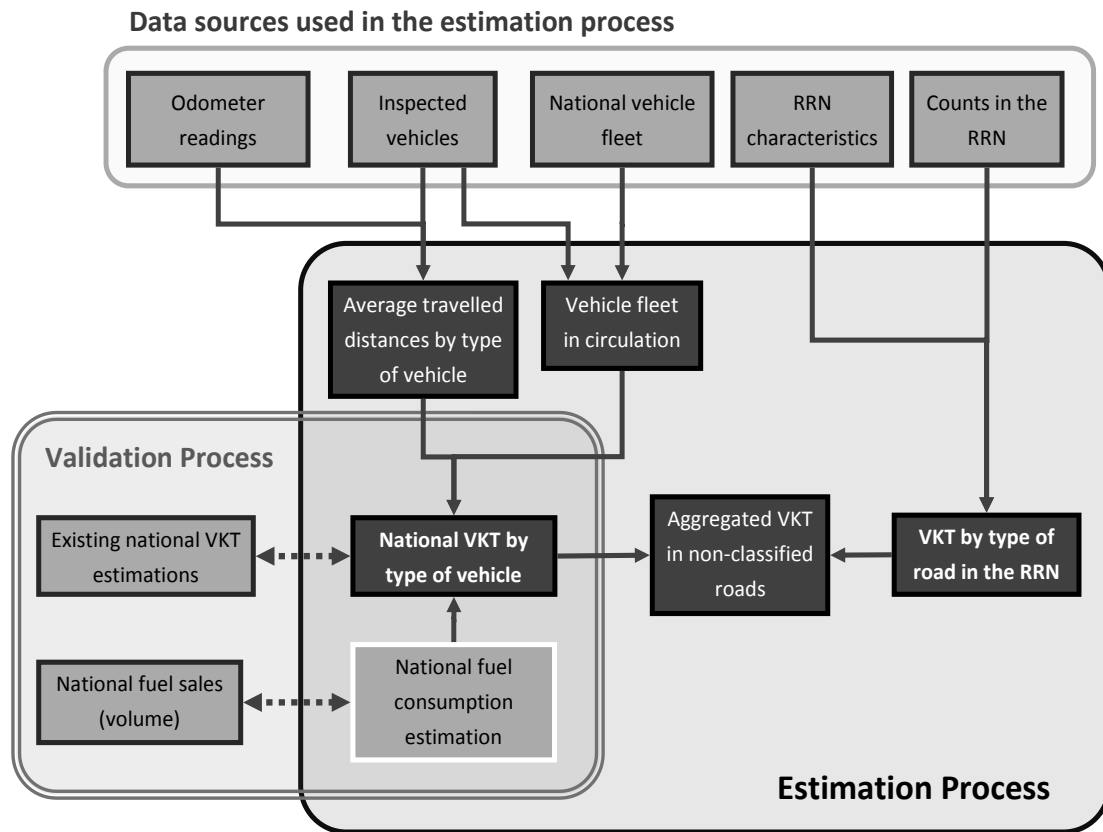 Data sources used in the estimation process
Odometer
readings
Inspected
vehicles
National vehicle
fleet
RRN
characteristics
Counts in the
RRN
Average travelled
distances by type
of vehicle
Vehicle fleet
in circulation
Validation Process
Existing national VKT
estimations
National VKT by
type of vehicle
Aggregated VKT
in non-classified
roads
VKT by type of
road in the RRN
National fuel sales
(volume)
National fuel
consumption
estimation
Estimation Process